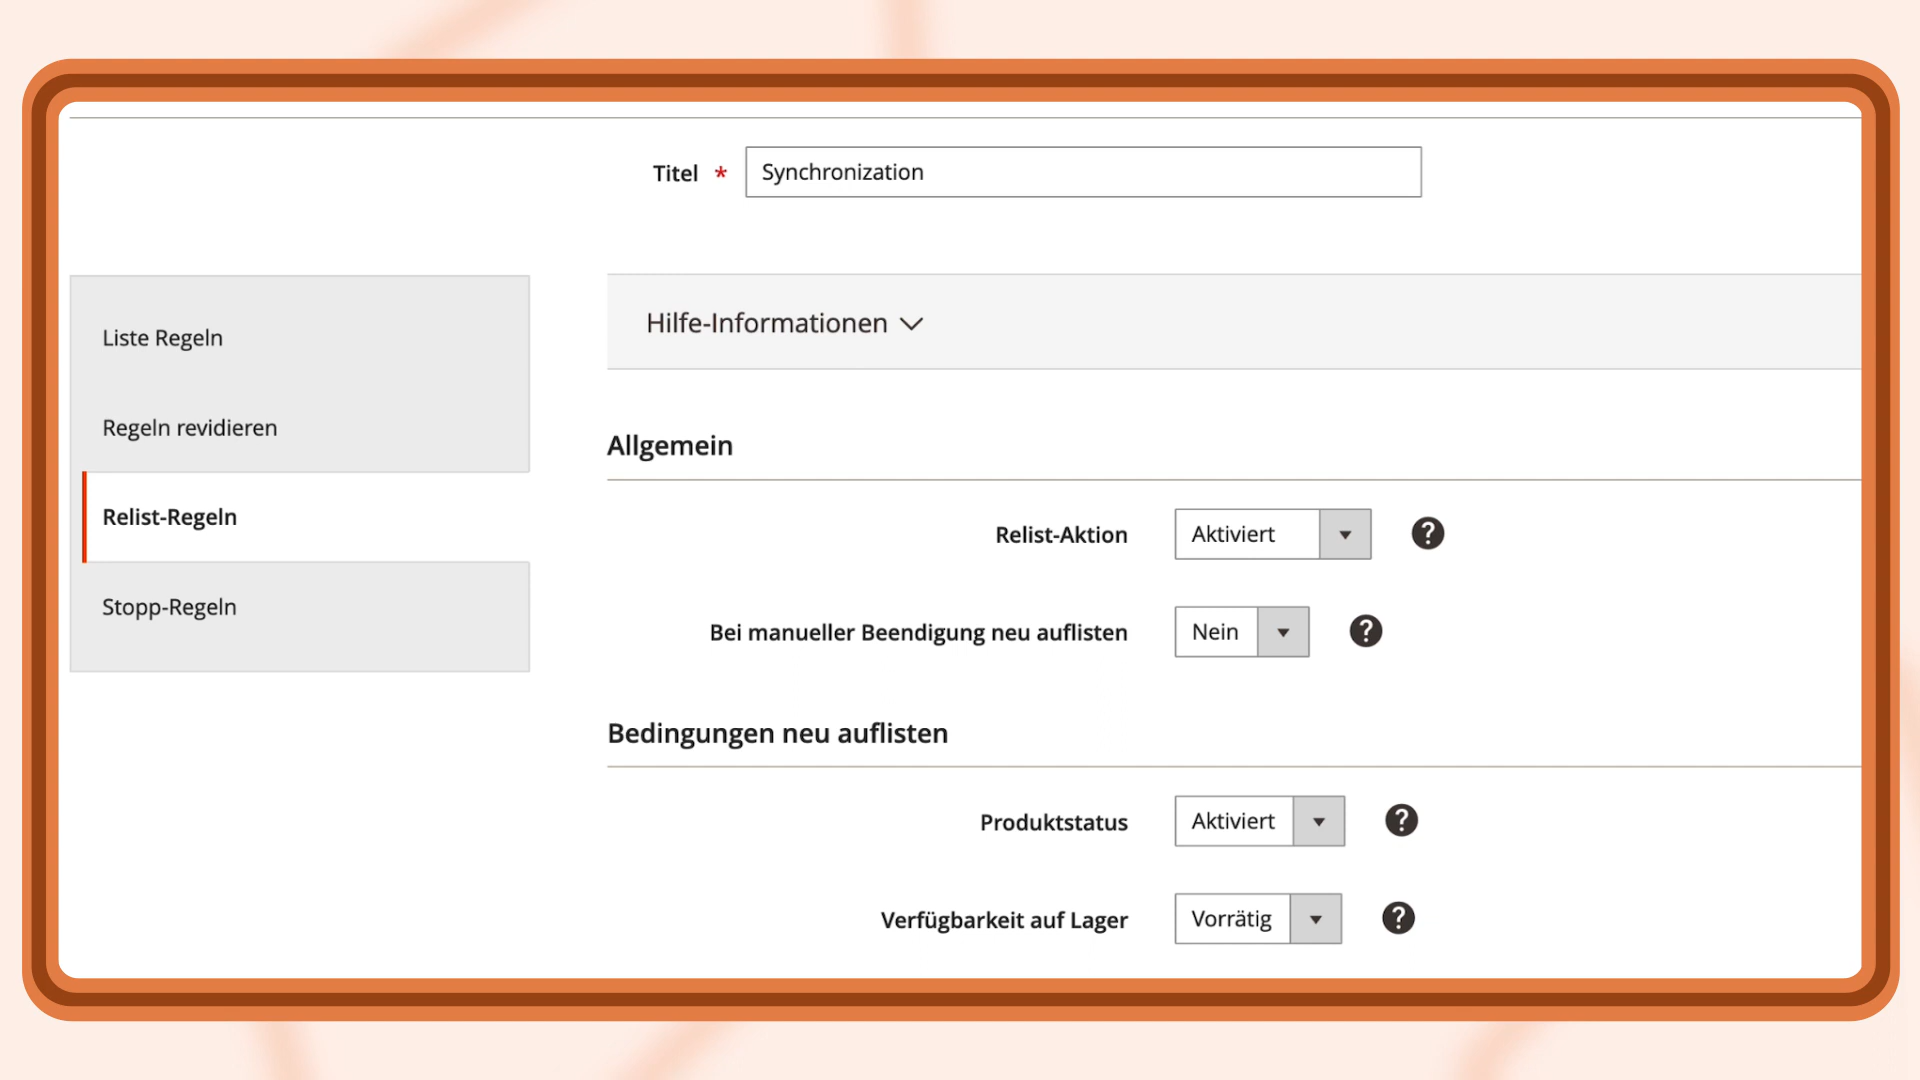 Titel *
Synchronization
Liste Regeln
Regeln revidieren
Relist-Regeln
Stopp-Regeln
Hilfe-Informationen
Allgemein
Relist-Aktion Aktiviert ?
Bei manueller Beendigung neu auflisten Nein ?
Bedingungen neu auflisten
Produktstatus Aktiviert ?
Verfügbarkeit auf Lager Vorrätig ?